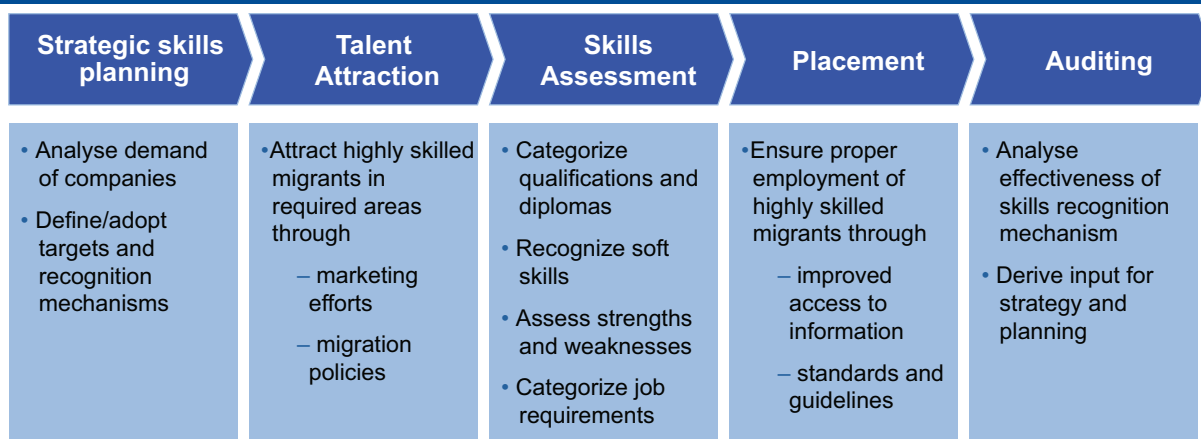 Strategic skills
planning
• Analyse demand
of companies
• Define/adopt
targets and
recognition
mechanisms
Talent
Attraction
•Attract highly skilled
migrants in
required areas
through
– marketing
efforts
– migration
policies
Skills
Assessment
• Categorize
qualifications and
diplomas
• Recognize soft
skills
• Assess strengths
and weaknesses
• Categorize job
requirements
Placement
•Ensure proper
employment of
highly skilled
migrants through
– improved
access to
information
– standards and
guidelines
Auditing
• Analyse
effectiveness of
skills recognition
mechanism
• Derive input for
strategy and
planning